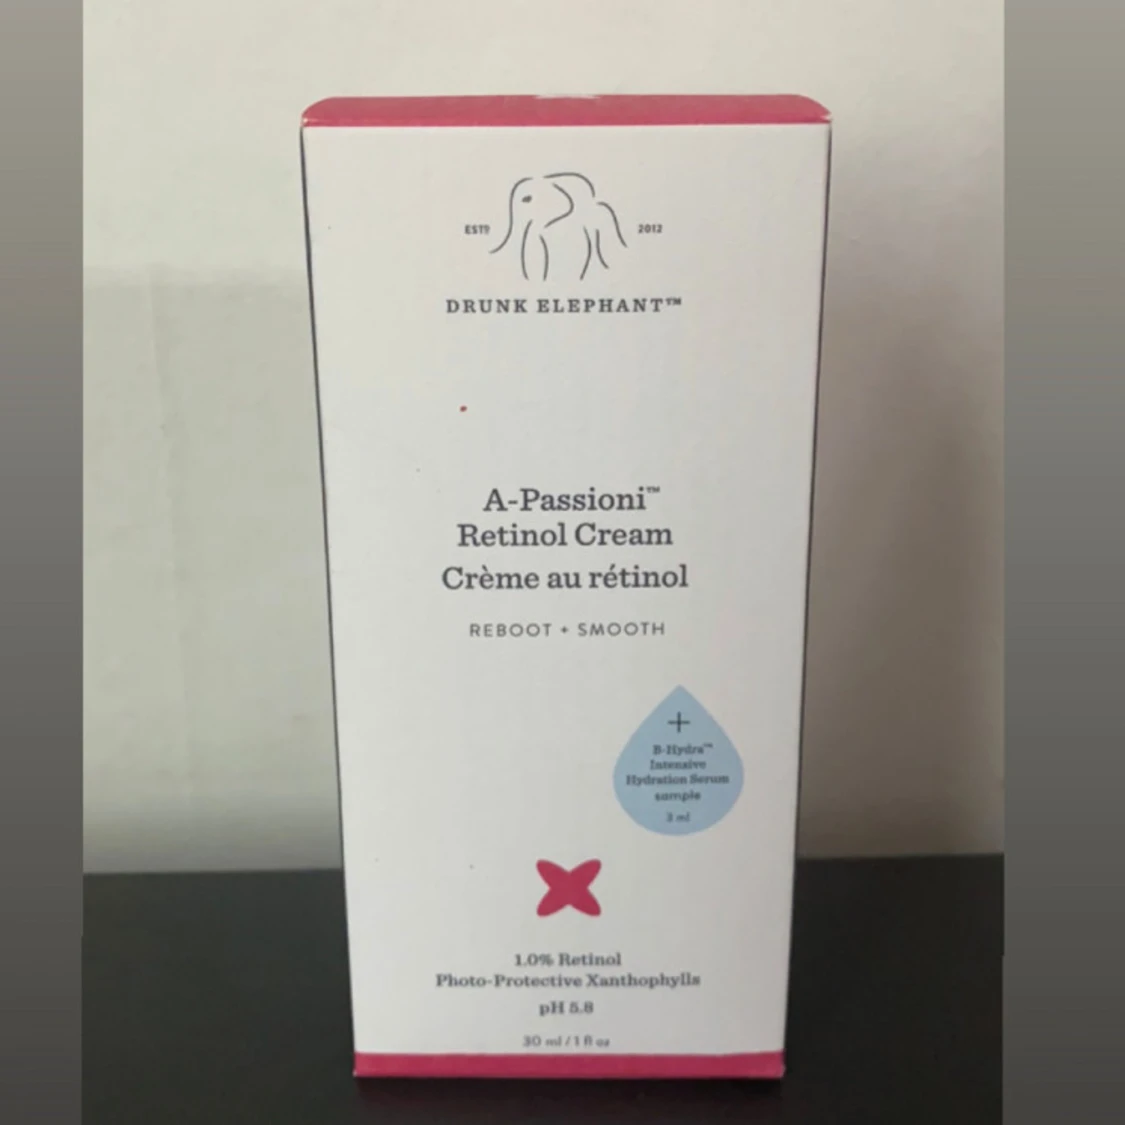 ESTD 2012
DRUNK ELEPHANT™
A-Passioni™
Retinol Cream
Crème au rétinol
REBOOT + SMOOTH
+
B-Hydra™
Intensive
Hydration Serum
sample
1.0% Retinol
Photo-Protective Xanthophylls
pH 5.8
30 ml / 1 fl oz